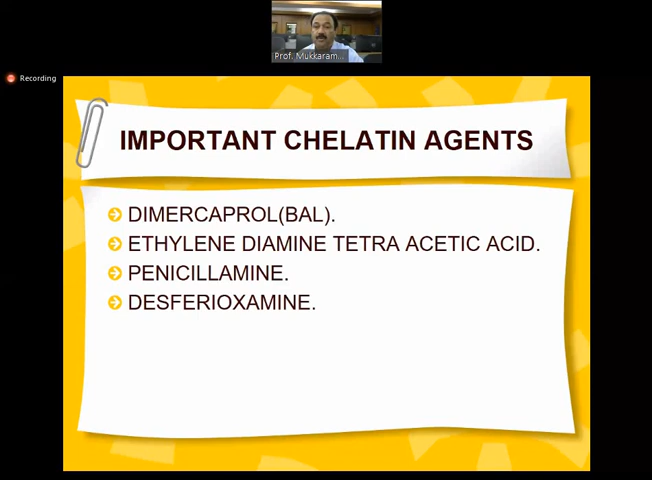 Prof. Mukkaram...
Recording
IMPORTANT CHELATIN AGENTS
DIMERCAPROL(BAL).
ETHYLENE DIAMINE TETRA ACETIC ACID.
PENICILLAMINE.
DESFERIOXAMINE.